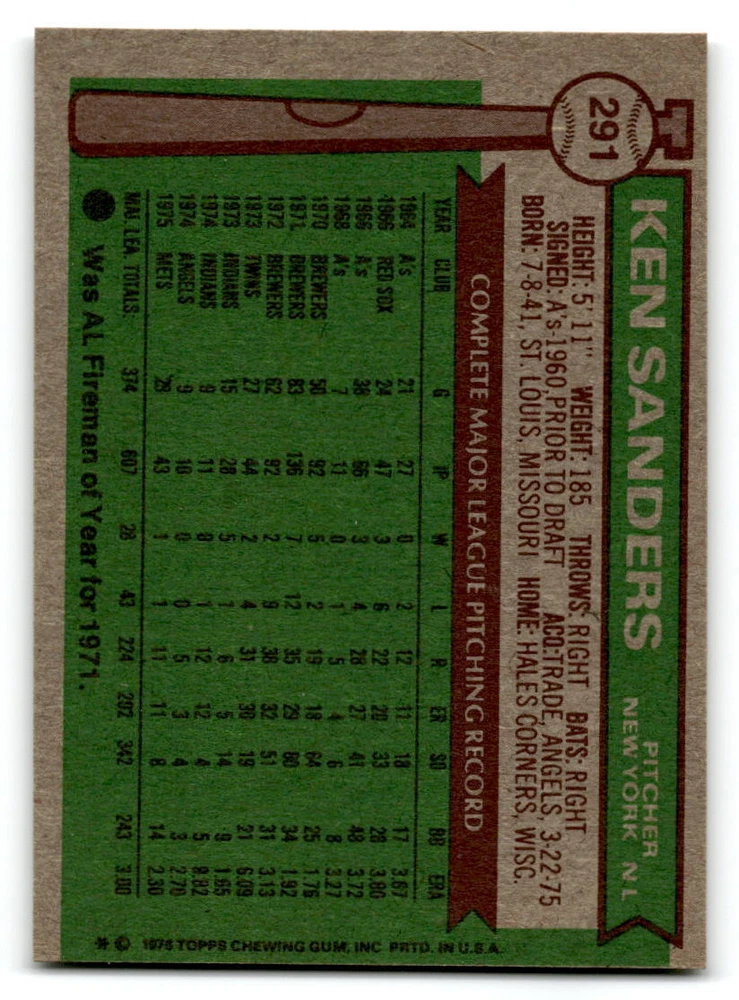 291
KEN SANDERS
PITCHER
NEW YORK N L
HEIGHT: 5'11" WEIGHT: 185 THROWS: RIGHT BATS: RIGHT
SIGNED: A's-1960 PRIOR TO DRAFT ACQ:TRADE, ANGELS, 3-22-75
BORN: 7-8-41, ST. LOUIS, MISSOURI HOME: HALES CORNERS, WISC.
COMPLETE MAJOR LEAGUE PITCHING RECORD
YEAR CLUB G IP W L R ER SO BB ERA
1964 A's 21 27 0 2 12 11 18 17 3.67
1966 RED SOX 24 47 3 6 22 20 33 28 3.80
1966 A's 38 66 3 4 28 27 41 48 3.72
1968 A's 7 11 0 1 5 4 6 8 3.27
1970 BREWERS 50 92 5 2 19 18 64 25 1.76
1971 BREWERS 83 136 7 12 35 29 80 34 1.92
1972 BREWERS 62 92 2 9 38 32 51 31 3.13
1973 TWINS 27 44 2 4 31 30 19 21 6.09
1973 INDIANS 15 28 5 1 6 5 14 9 1.65
1974 INDIANS 9 11 0 1 12 12 4 5 9.82
1974 ANGELS 9 10 0 0 5 3 4 3 2.70
1975 METS 29 43 1 1 11 11 8 14 2.30
MAJ. LEA. TOTALS: 374 607 28 43 224 202 342 243 3.00
Was AL Fireman of Year for 1971.
* © 1976 TOPPS CHEWING GUM, INC. PRTD. IN U.S.A.